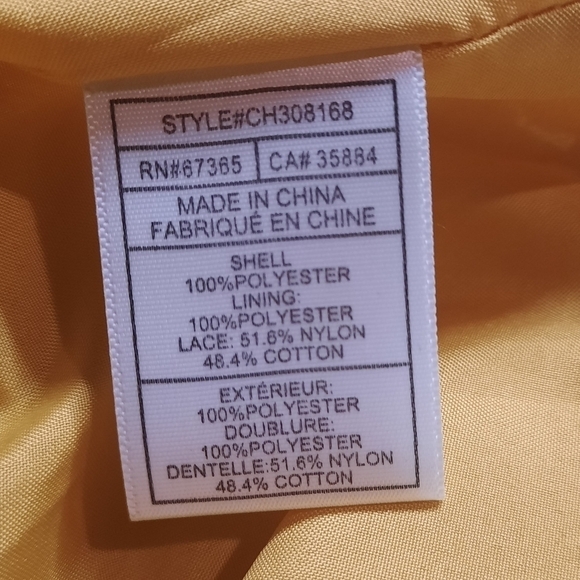 STYLE#CH308168
RN#67365 CA# 35884
MADE IN CHINA
FABRIQUÉ EN CHINE
SHELL
100%POLYESTER
LINING:
100%POLYESTER
LACE: 51.6% NYLON
48.4% COTTON
EXTÉRIEUR:
100%POLYESTER
DOUBLURE:
100%POLYESTER
DENTELLE:51.6% NYLON
48.4% COTTON